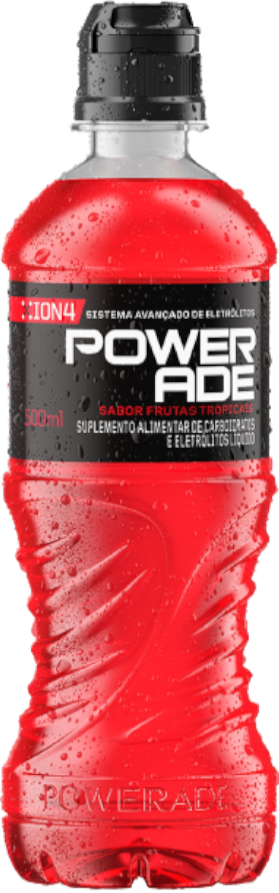 ION4 SISTEMA AVANÇADO DE ELETRÓLITOS
POWER
ADE
SABOR FRUTAS TROPICAIS
500ml
SUPLEMENTO ALIMENTAR DE CARBOIDRATOS
E ELETRÓLITOS LÍQUIDO
POWERADE